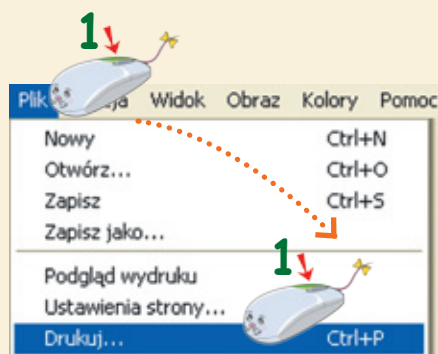 1
Plik Widok Obraz Kolory Pomoc
Nowy Ctrl+N
Otwórz... Ctrl+O
Zapisz Ctrl+S
Zapisz jako...
Podgląd wydruku
1
Ustawienia strony...
Drukuj... Ctrl+P